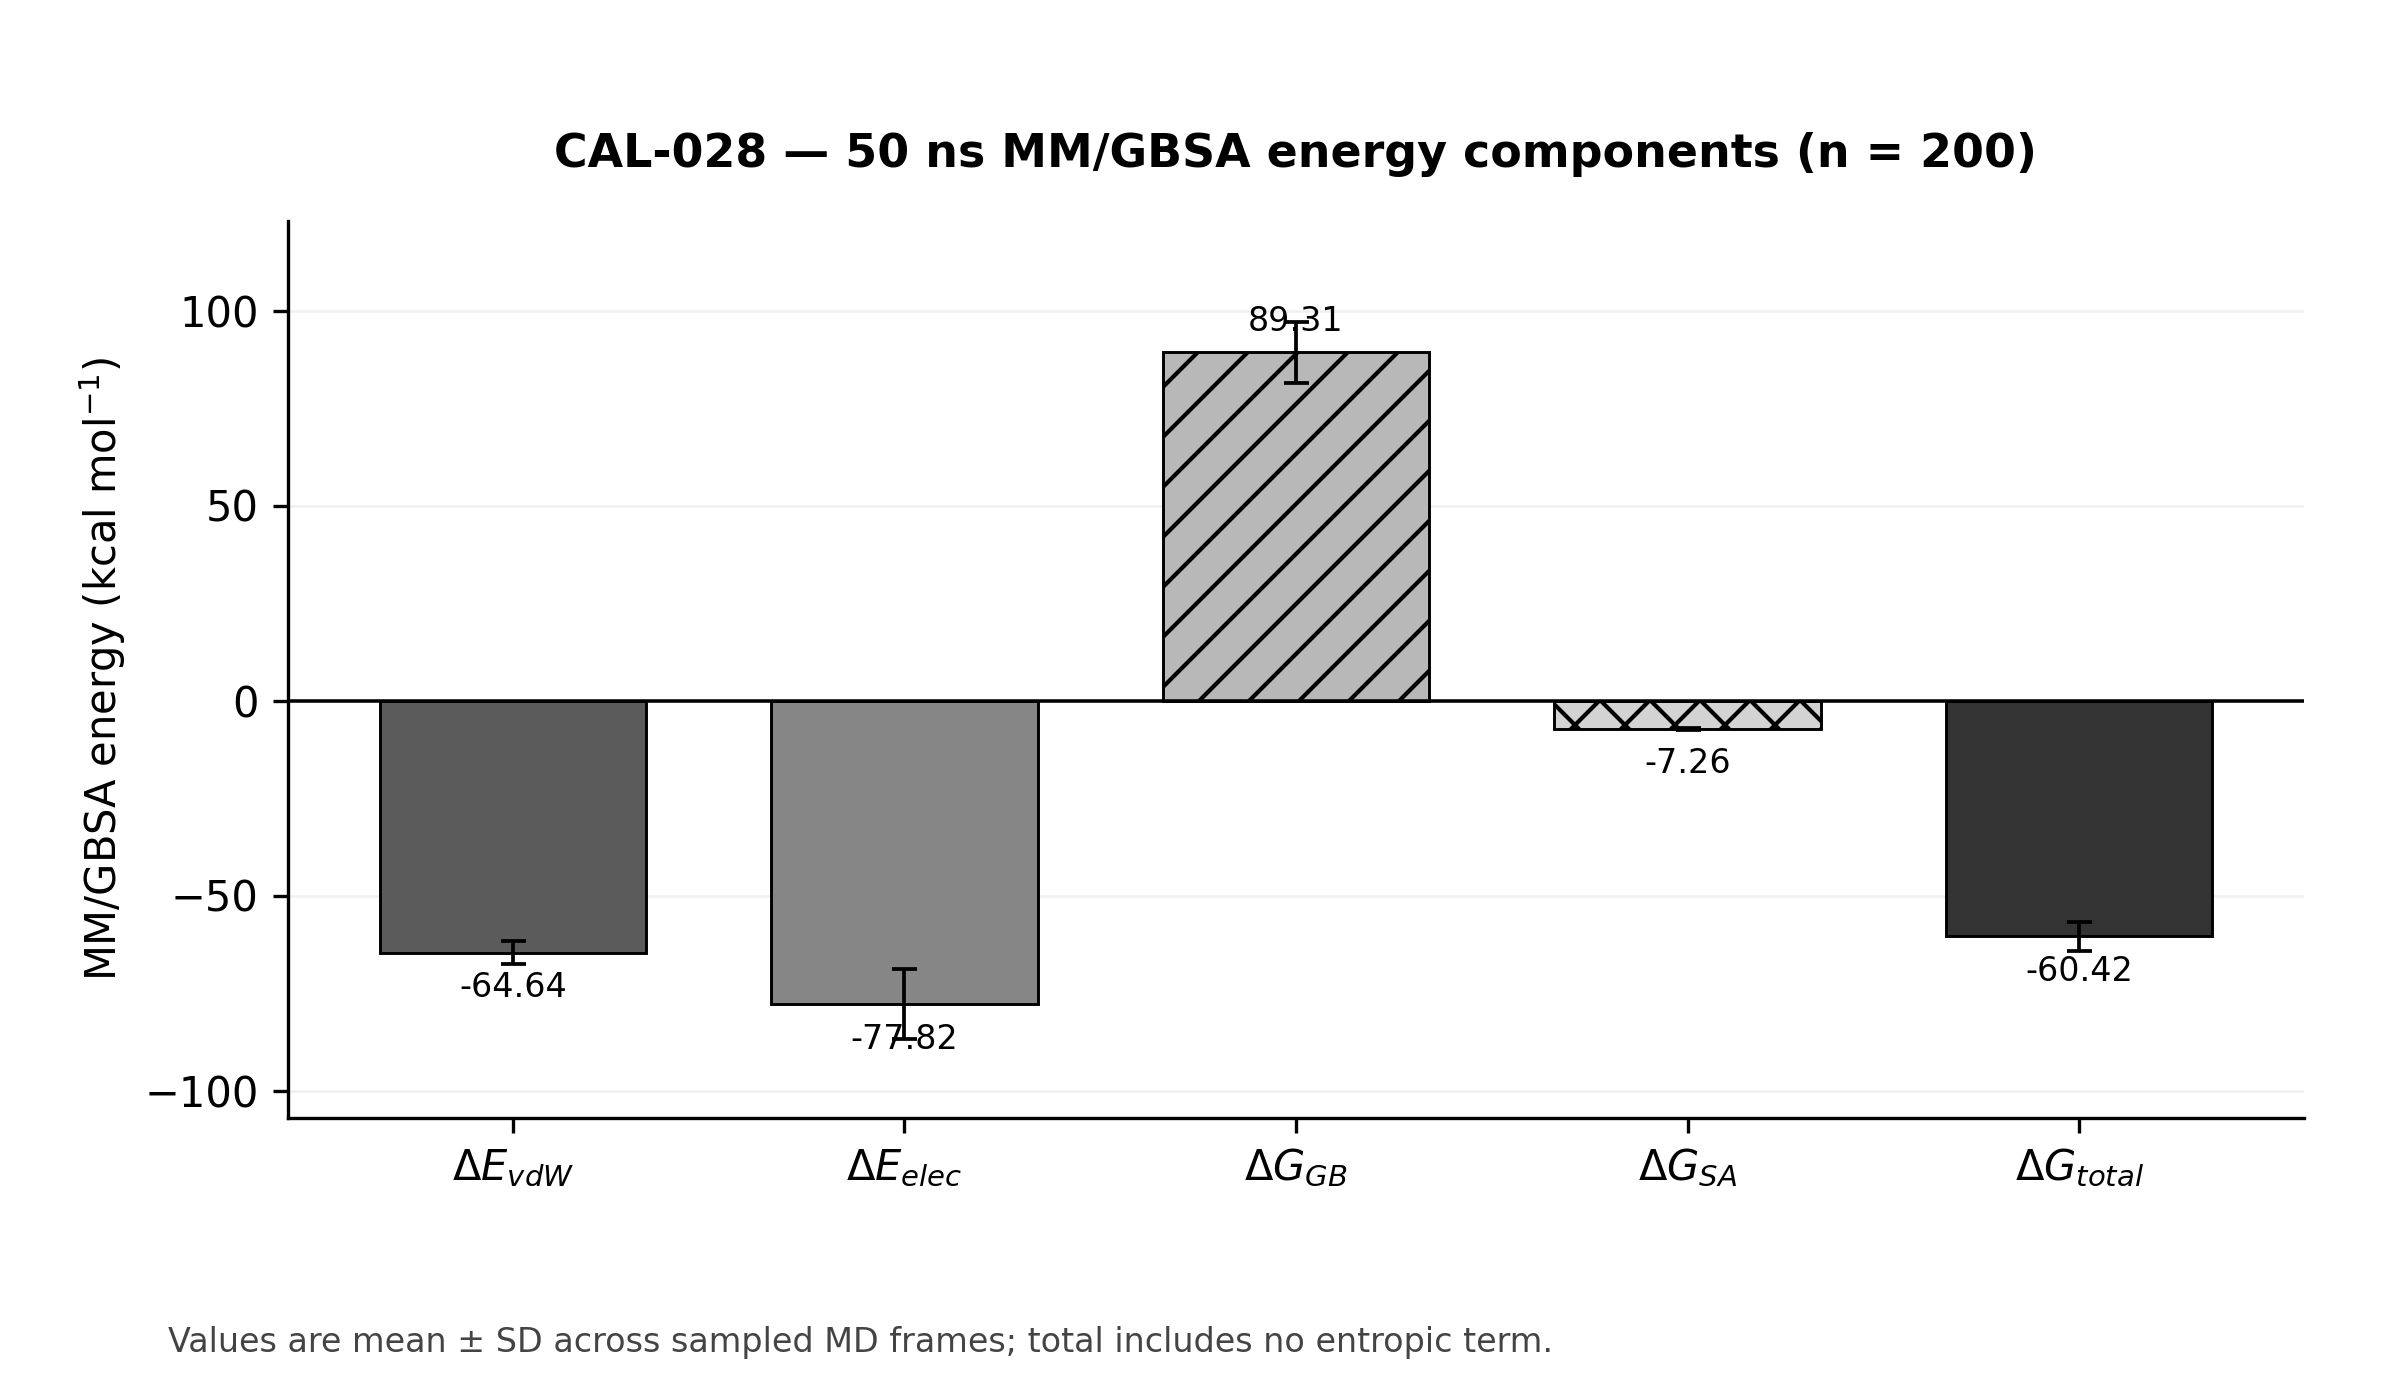 CAL-028 — 50 ns MM/GBSA energy components (n = 200)
MM/GBSA energy (kcal mol⁻¹)
100
50
0
−50
−100
89.31
-64.64
-77.82
-7.26
-60.42
ΔE_vdW
ΔE_elec
ΔG_GB
ΔG_SA
ΔG_total
Values are mean ± SD across sampled MD frames; total includes no entropic term.